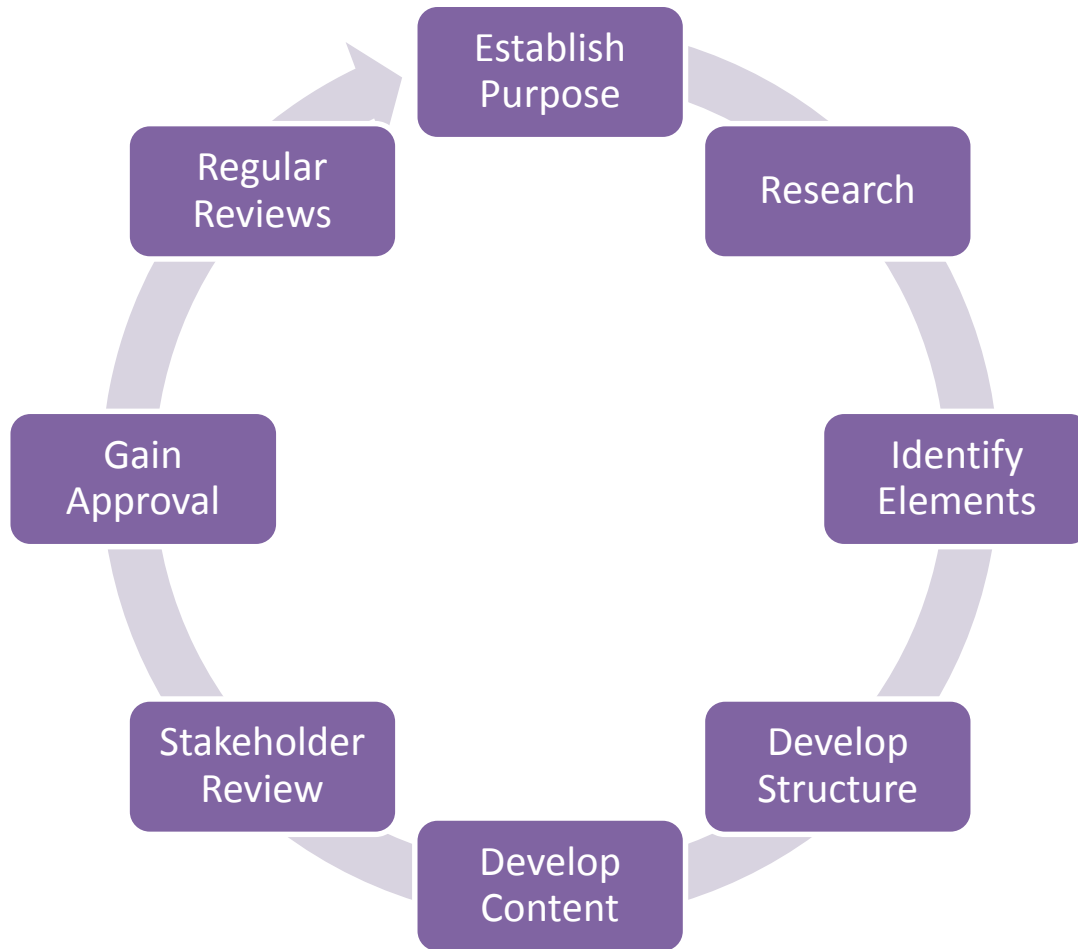 Establish
Purpose
Research
Identify
Elements
Develop
Structure
Develop
Content
Stakeholder
Review
Gain
Approval
Regular
Reviews